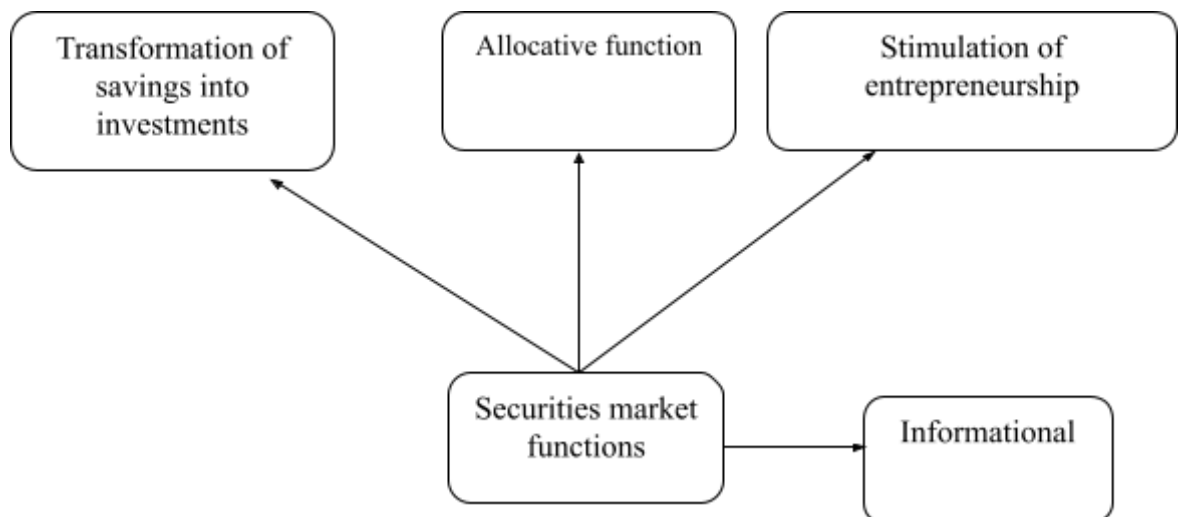 Transformation of
savings into
investments
Allocative function
Stimulation of
entrepreneurship
Securities market
functions
Informational